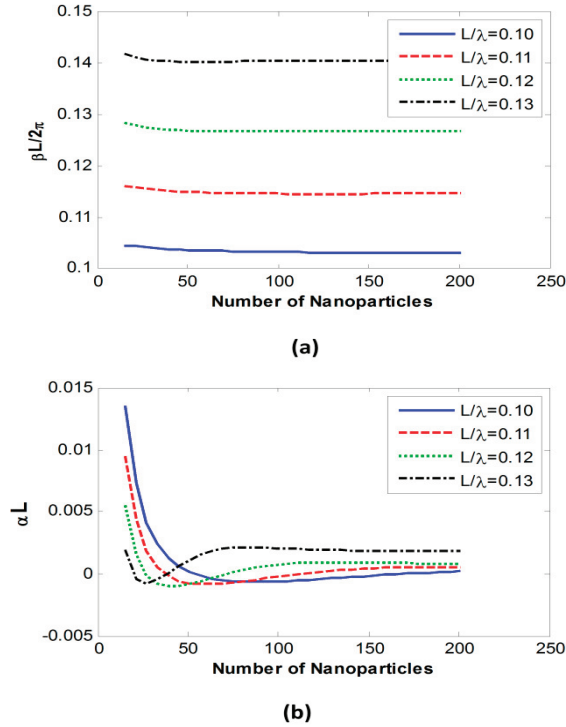 0.15
0.14
0.13
0.12
0.11
0.1
βL/2π
L/λ=0.10
L/λ=0.11
L/λ=0.12
L/λ=0.13
0 50 100 150 200 250
Number of Nanoparticles
(a)
0.015
0.01
0.005
0
-0.005
αL
L/λ=0.10
L/λ=0.11
L/λ=0.12
L/λ=0.13
0 50 100 150 200 250
Number of Nanoparticles
(b)